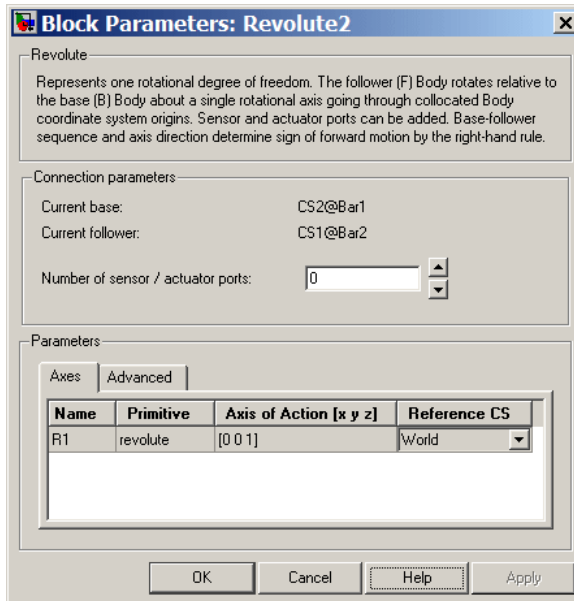 Block Parameters: Revolute2
Revolute
Represents one rotational degree of freedom. The follower (F) Body rotates relative to
the base (B) Body about a single rotational axis going through collocated Body
coordinate system origins. Sensor and actuator ports can be added. Base-follower
sequence and axis direction determine sign of forward motion by the right-hand rule.
Connection parameters
Current base: CS2@Bar1
Current follower: CS1@Bar2
Number of sensor / actuator ports: 0
Parameters
Axes Advanced
Name Primitive Axis of Action [x y z] Reference CS
R1 revolute [0 0 1] World
OK Cancel Help Apply